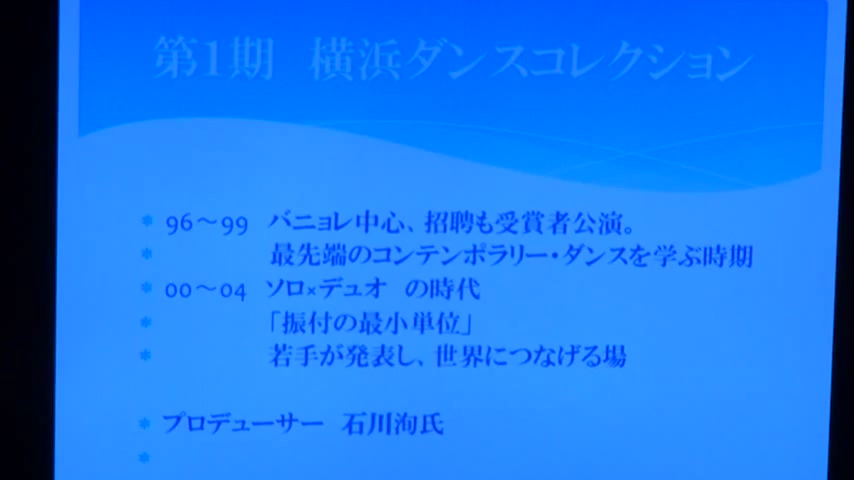 第1期 横浜ダンスコレクション
96～99 バニョレ中心、招聘も受賞者公演。
最先端のコンテンポラリー・ダンスを学ぶ時期
00～04 ソロ×デュオ の時代
「振付の最小単位」
若手が発表し、世界につなげる場
プロデューサー 石川洵氏